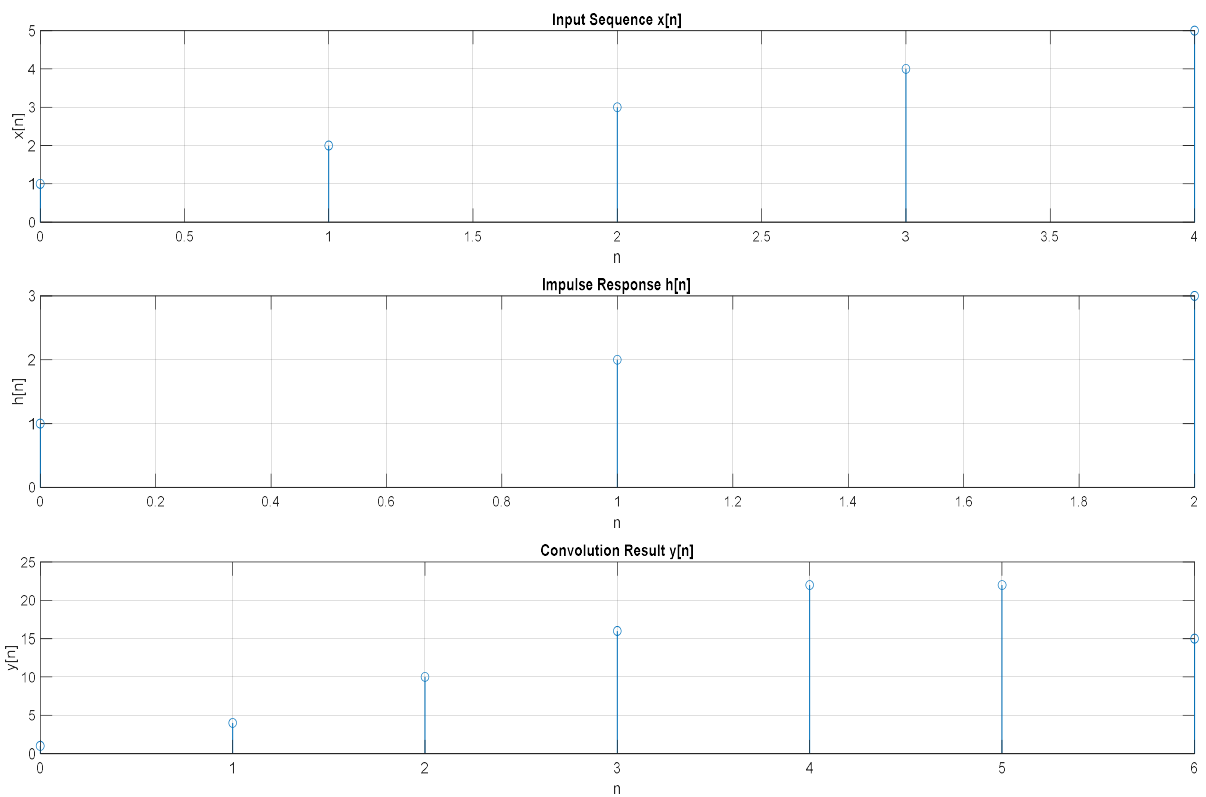 Input Sequence x[n]
5
4
3
2
1
0
x[n]
0 0.5 1 1.5 2 2.5 3 3.5 4
n
Impulse Response h[n]
3
2
1
0
h[n]
0 0.2 0.4 0.6 0.8 1 1.2 1.4 1.6 1.8 2
n
Convolution Result y[n]
25
20
15
10
5
0
y[n]
0 1 2 3 4 5 6
n